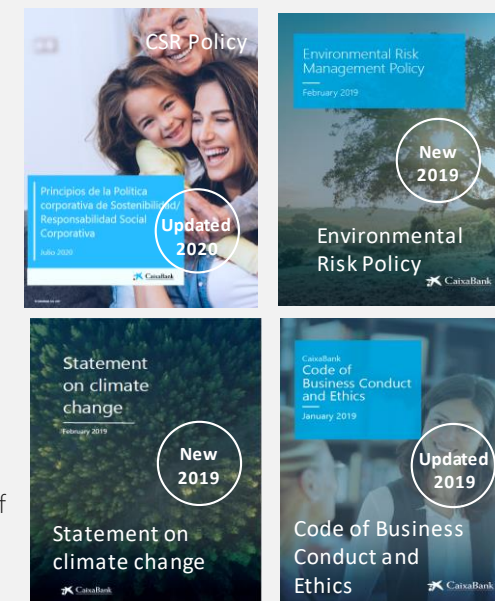 CSR Policy
Principios de la Política
corporativa de Sostenibilidad/
Responsabilidad Social
Corporativa
Julio 2020
Updated
2020
CaixaBank
Environmental Risk
Management Policy
February 2019
New
2019
Environmental
Risk Policy
CaixaBank
Statement
on climate
change
February 2019
New
2019
Statement on
climate change
CaixaBank
f
CaixaBank
Code of
Business Conduct
and Ethics
January 2019
Updated
2019
Code of Business
Conduct and
Ethics
CaixaBank